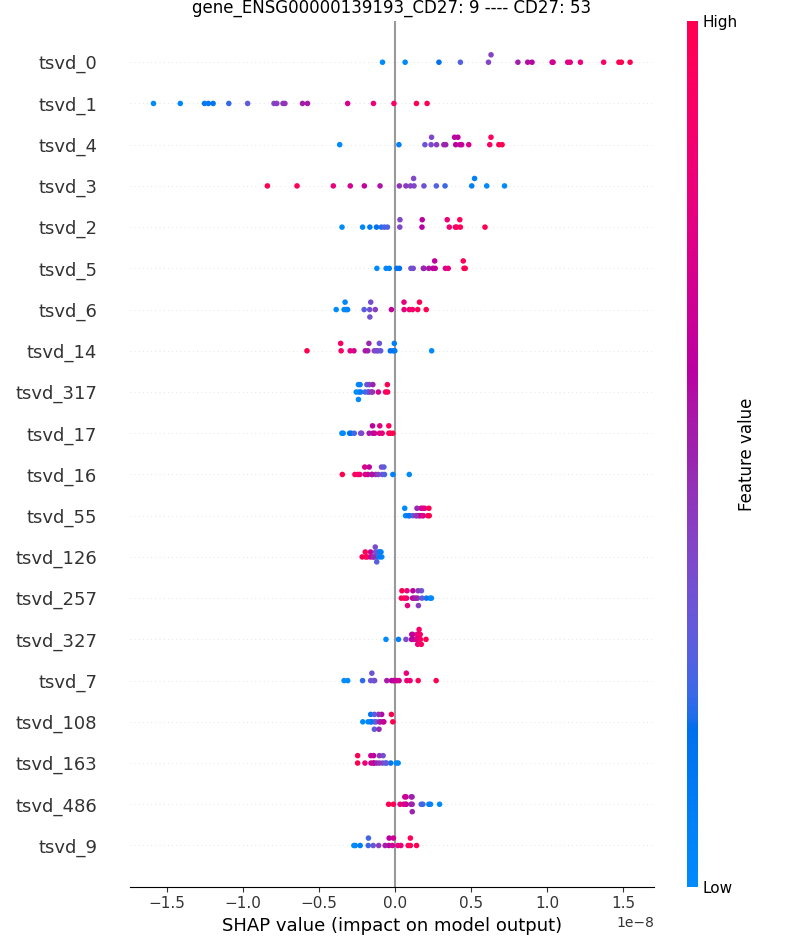 gene_ENSG00000139193_CD27: 9 ---- CD27: 53
High
tsvd_0
tsvd_1
tsvd_4
tsvd_3
tsvd_2
tsvd_5
tsvd_6
tsvd_14
tsvd_317
tsvd_17
tsvd_16
tsvd_55
tsvd_126
tsvd_257
tsvd_327
tsvd_7
tsvd_108
tsvd_163
tsvd_486
tsvd_9
Feature value
Low
−1.5 −1.0 −0.5 0.0 0.5 1.0 1.5
1e−8
SHAP value (impact on model output)